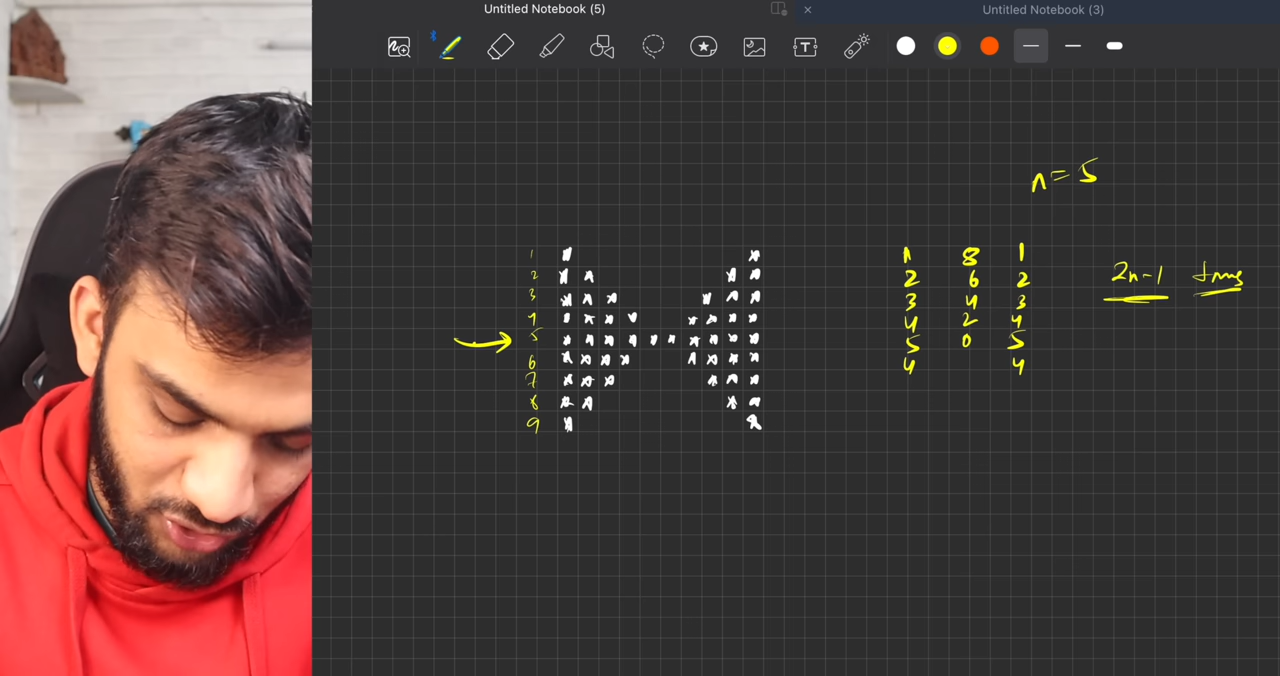 Untitled Notebook (5)
Untitled Notebook (3)
T
n = 5
1
2
3
4
5
6
7
8
9
1 8 1
2 6 2
3 4 3
4 2 4
5 0 5
4 4
2n-1